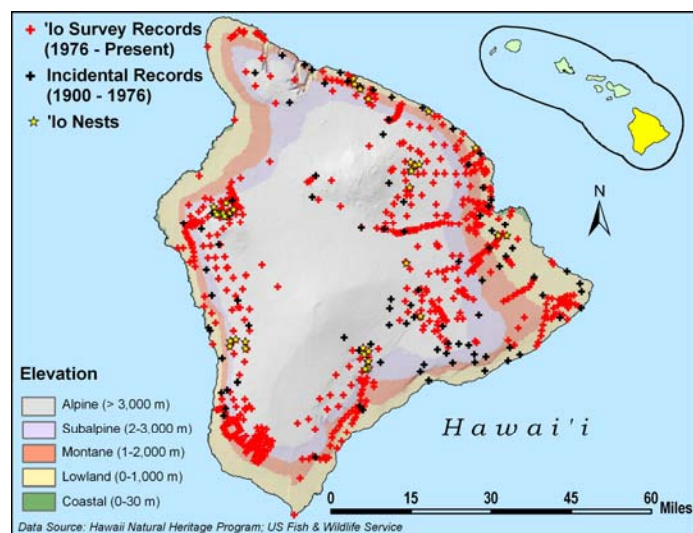 'Io Survey Records
(1976 - Present)
Incidental Records
(1900 - 1976)
'Io Nests
N
Elevation
Alpine (> 3,000 m)
Subalpine (2-3,000 m)
Montane (1-2,000 m)
Lowland (0-1,000 m)
Coastal (0-30 m)
Hawai'i
0 15 30 45 60
Miles
Data Source: Hawaii Natural Heritage Program; US Fish & Wildlife Service